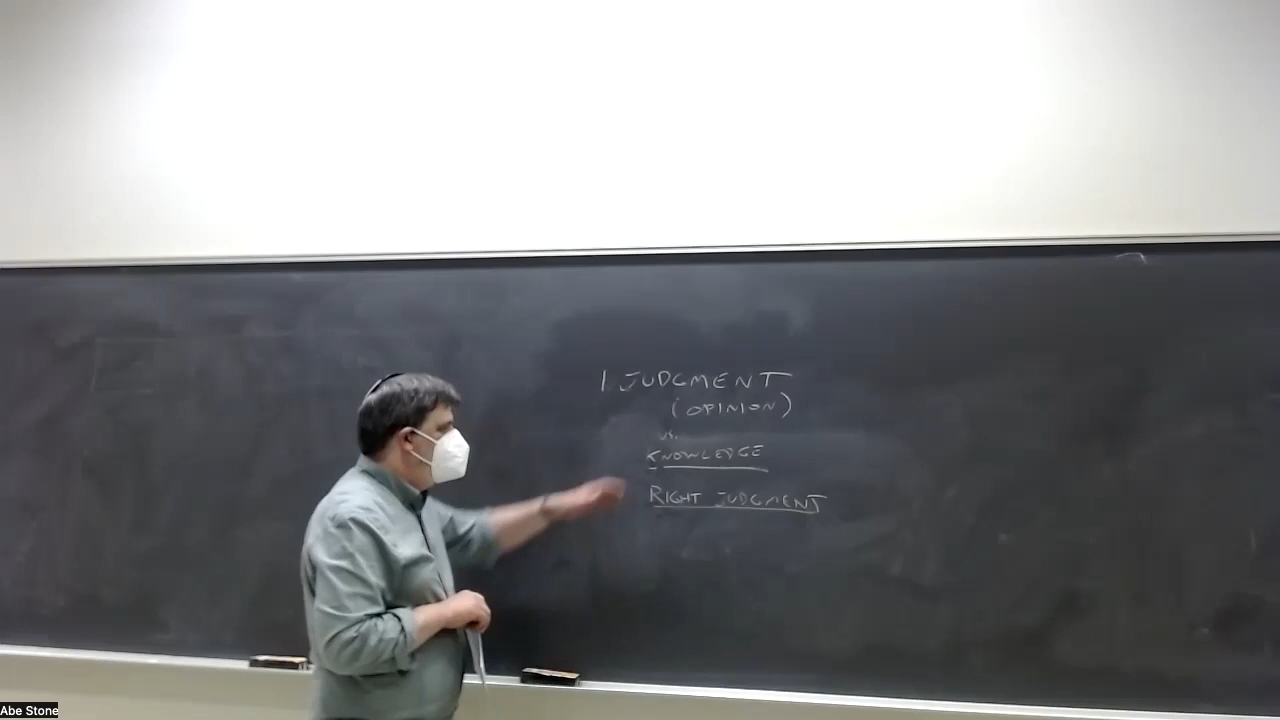 1. JUDGMENT
(OPINION)
vs.
KNOWLEDGE
RIGHT JUDGMENT
Abe Stone